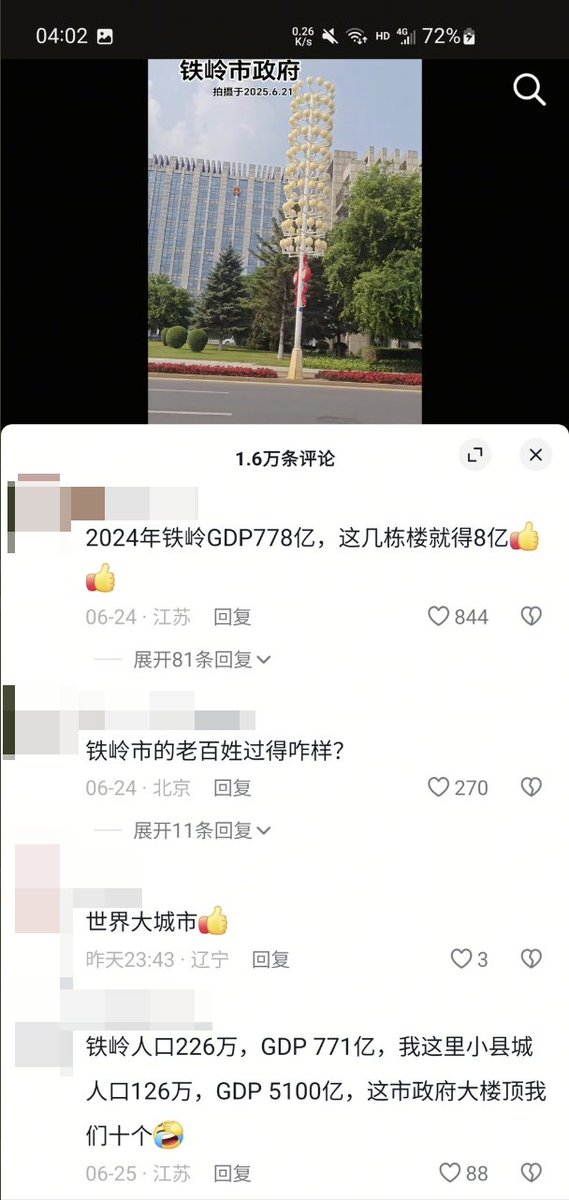 04:02
0.26
K/s
HD
4G
72%
铁岭市政府
拍摄于2025.6.21
1.6万条评论
2024年铁岭GDP778亿，这几栋楼就得8亿👍
👍
06-24 · 江苏 回复 844
展开81条回复
铁岭市的老百姓过得咋样？
06-24 · 北京 回复 270
展开11条回复
世界大城市👍
昨天23:43 · 辽宁 回复 3
铁岭人口226万，GDP 771亿，我这里小县城
人口126万，GDP 5100亿，这市政府大楼顶我
们十个😂
06-25 · 江苏 回复 88